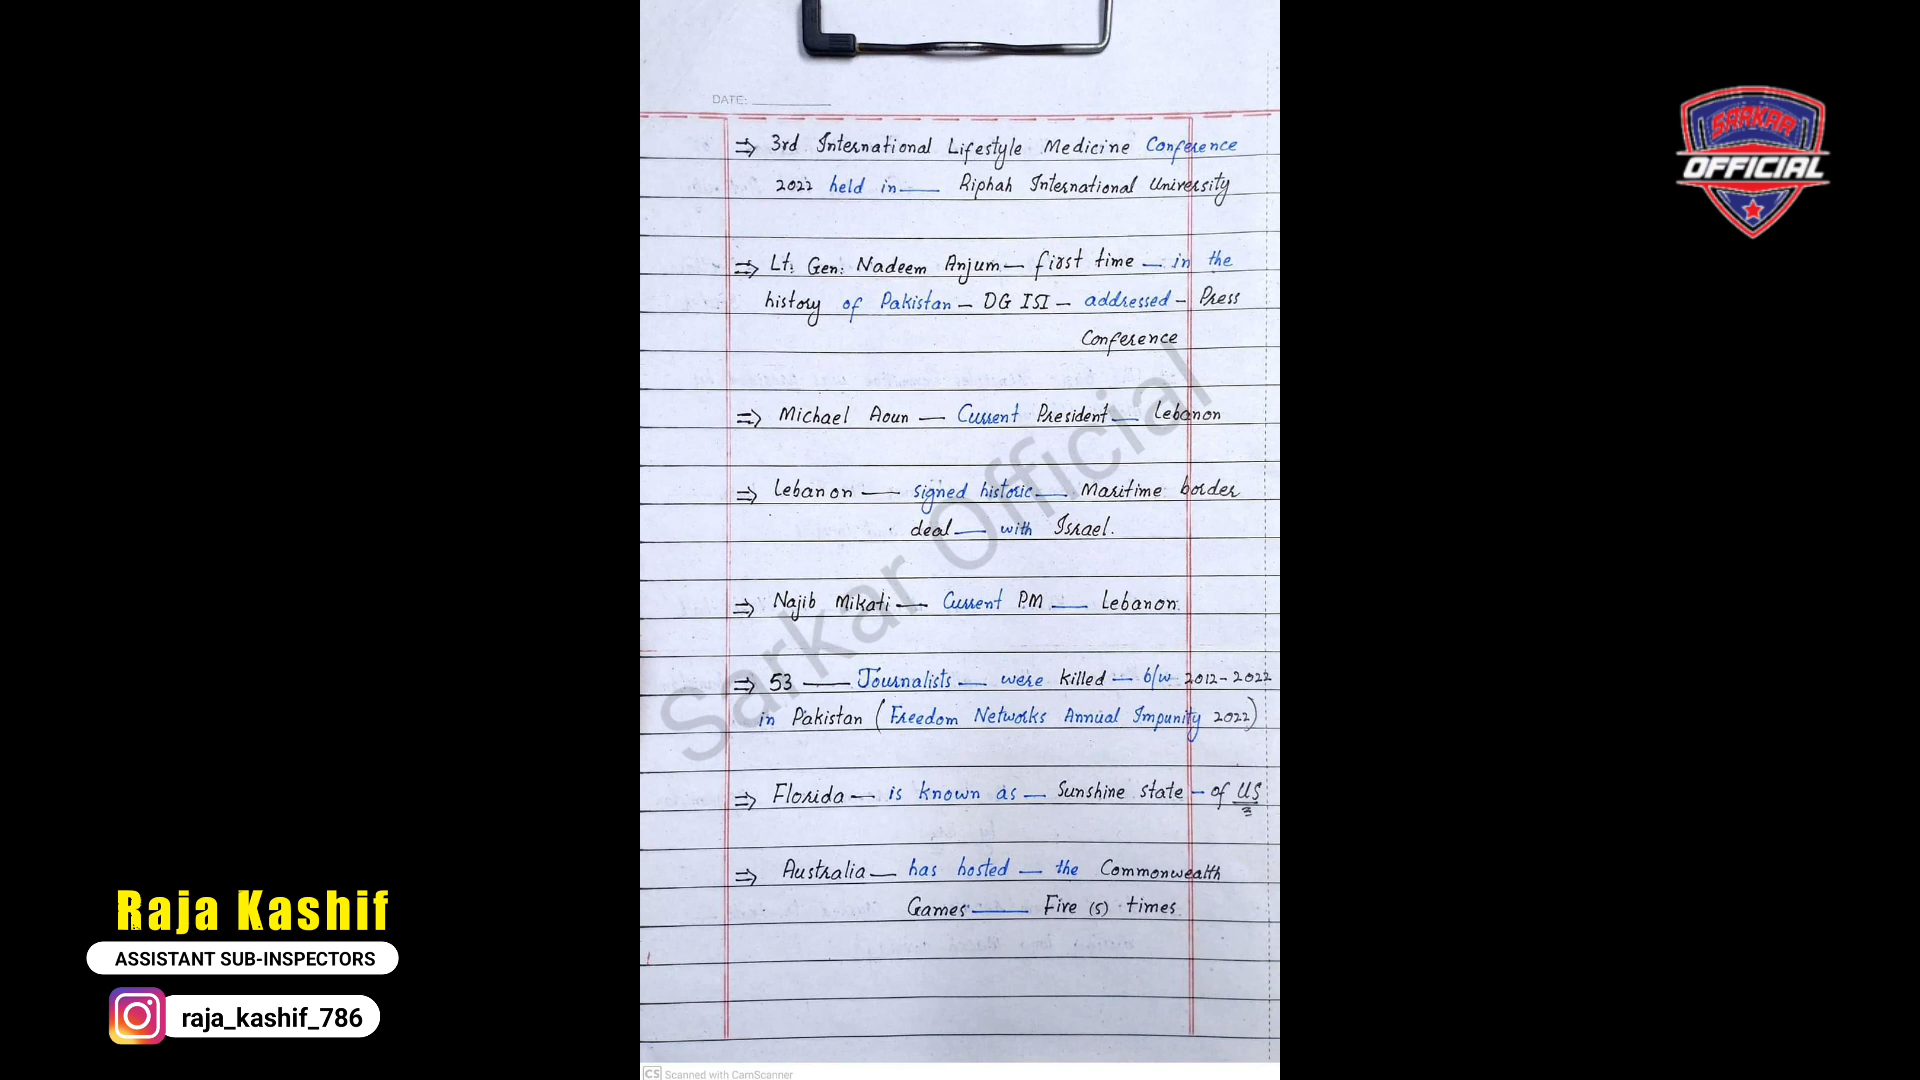 DATE:
⇒ 3rd International Lifestyle Medicine Conference
2022 held in — Riphah International University
⇒ Lt: Gen: Nadeem Anjum — first time — in the
history of Pakistan — DG ISI — addressed — Press
Conference
⇒ Michael Aoun — Current President — Lebanon
⇒ Lebanon — signed historic — Maritime border
deal — with Israel.
⇒ Najib Mikati — Current P.M — Lebanon.
⇒ 53 — Journalists — were killed — b/w 2012-2022
in Pakistan (Freedom Networks Annual Impunity 2022)
⇒ Florida — is known as — Sunshine state — of US
⇒ Australia — has hosted — the Commonwealth
Games — Five (5) times
Sarkar Official
CS Scanned with CamScanner
SARKAR
OFFICIAL
Raja Kashif
ASSISTANT SUB-INSPECTORS
raja_kashif_786